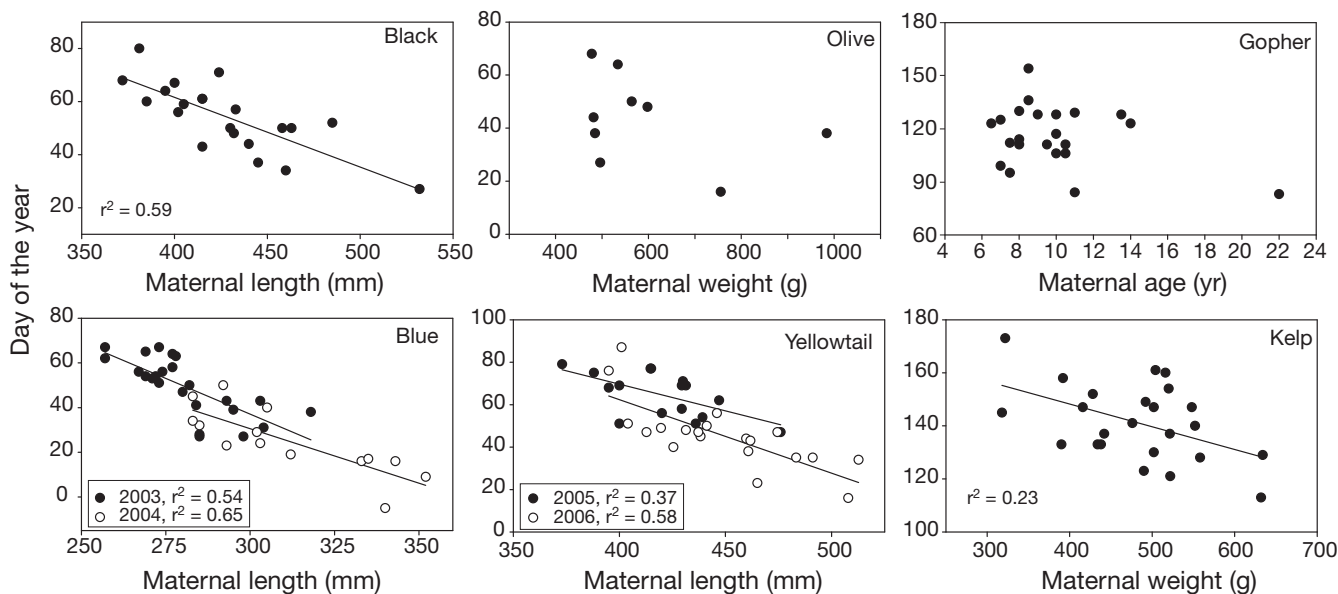 Day of the year
80
60
40
20
Black
r² = 0.59
350 400 450 500 550
Maternal length (mm)
80
60
40
20
0
Olive
400 600 800 1000
Maternal weight (g)
180
150
120
90
60
Gopher
4 6 8 10 12 14 16 18 20 22 24
Maternal age (yr)
80
60
40
20
0
Blue
2003, r² = 0.54
2004, r² = 0.65
250 275 300 325 350
Maternal length (mm)
100
80
60
40
20
0
Yellowtail
2005, r² = 0.37
2006, r² = 0.58
350 400 450 500
Maternal length (mm)
180
160
140
120
100
Kelp
r² = 0.23
300 400 500 600 700
Maternal weight (g)